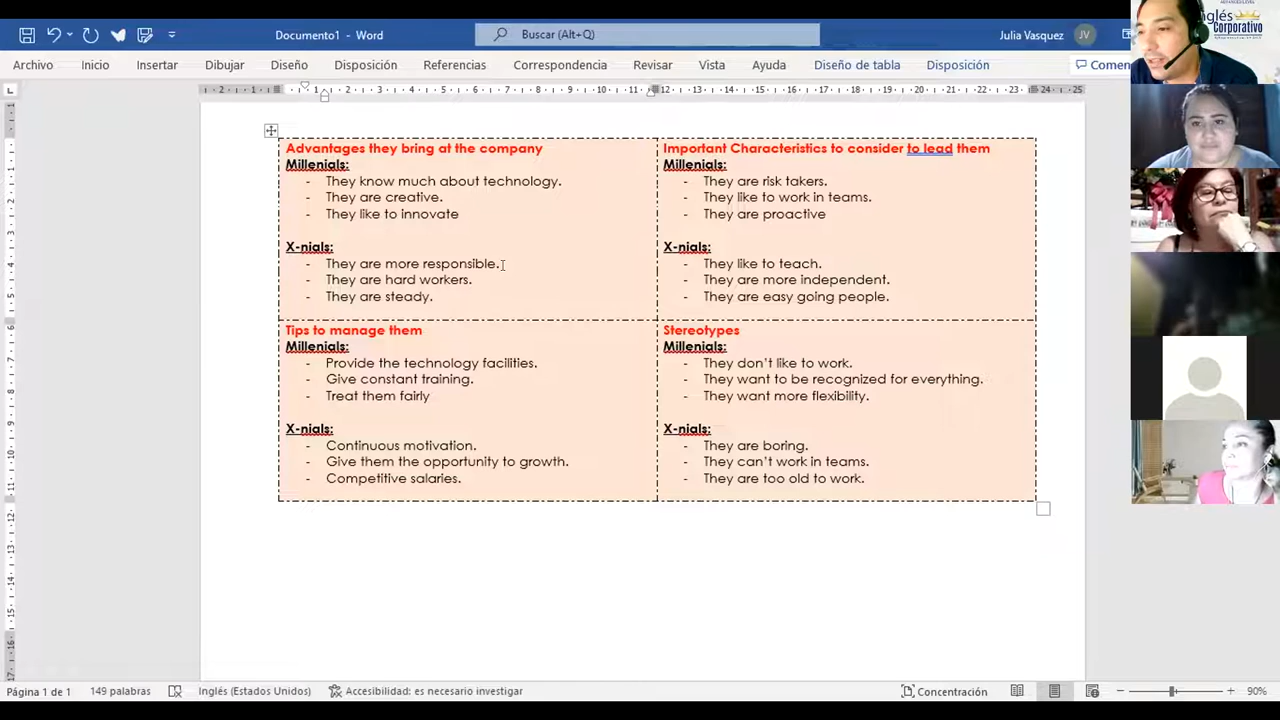 Documento1 - Word
Buscar (Alt+Q)
Julia Vasquez
JV
Inglés
Corporativo
Archivo
Inicio
Insertar
Dibujar
Diseño
Disposición
Referencias
Correspondencia
Revisar
Vista
Ayuda
Diseño de tabla
Disposición
Comen
Advantages they bring at the company
Millenials:
- They know much about technology.
- They are creative.
- They like to innovate
X-nials:
- They are more responsible.
- They are hard workers.
- They are steady.
Important Characteristics to consider to lead them
Millenials:
- They are risk takers.
- They like to work in teams.
- They are proactive
X-nials:
- They like to teach.
- They are more independent.
- They are easy going people.
Tips to manage them
Millenials:
- Provide the technology facilities.
- Give constant training.
- Treat them fairly
X-nials:
- Continuous motivation.
- Give them the opportunity to growth.
- Competitive salaries.
Stereotypes
Millenials:
- They don't like to work.
- They want to be recognized for everything.
- They want more flexibility.
X-nials:
- They are boring.
- They can't work in teams.
- They are too old to work.
Página 1 de 1
149 palabras
Inglés (Estados Unidos)
Accesibilidad: es necesario investigar
Concentración
90%